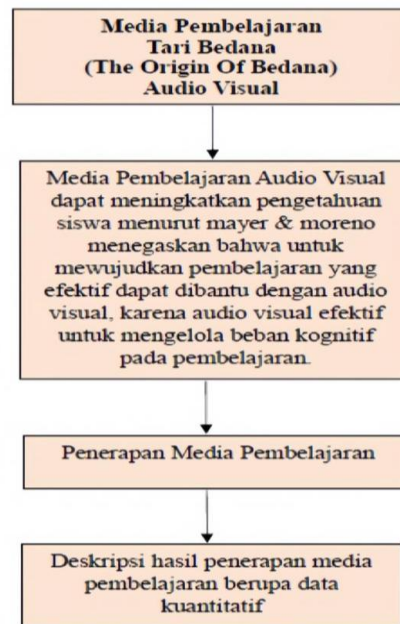 Media Pembelajaran
Tari Bedana
(The Origin Of Bedana)
Audio Visual
Media Pembelajaran Audio Visual
dapat meningkatkan pengetahuan
siswa menurut mayer & moreno
menegaskan bahwa untuk
mewujudkan pembelajaran yang
efektif dapat dibantu dengan audio
visual, karena audio visual efektif
untuk mengelola beban kognitif
pada pembelajaran.
Penerapan Media Pembelajaran
Deskripsi hasil penerapan media
pembelajaran berupa data
kuantitatif